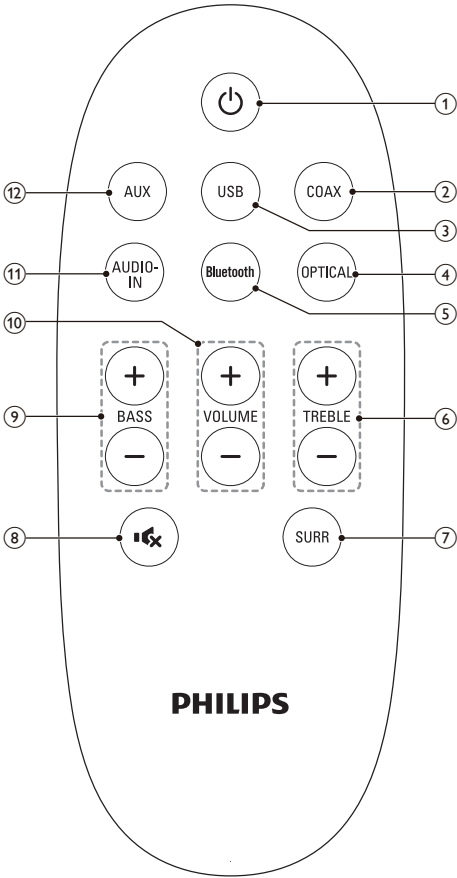 1
12 AUX USB COAX 2
3
11 AUDIO-
IN Bluetooth OPTICAL 4
5
10
+ + +
9 BASS VOLUME TREBLE 6
− − −
8 SURR 7
PHILIPS